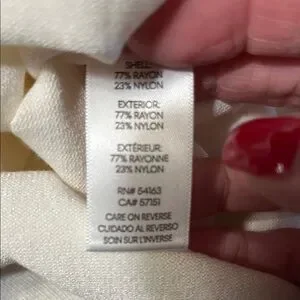 SHELL:
77% RAYON
23% NYLON
EXTERIOR:
77% RAYON
23% NYLON
EXTÉRIEUR:
77% RAYONNE
23% NYLON
RN# 54163
CA# 57151
CARE ON REVERSE
CUIDADO AL REVERSO
SOIN SUR L'INVERSE